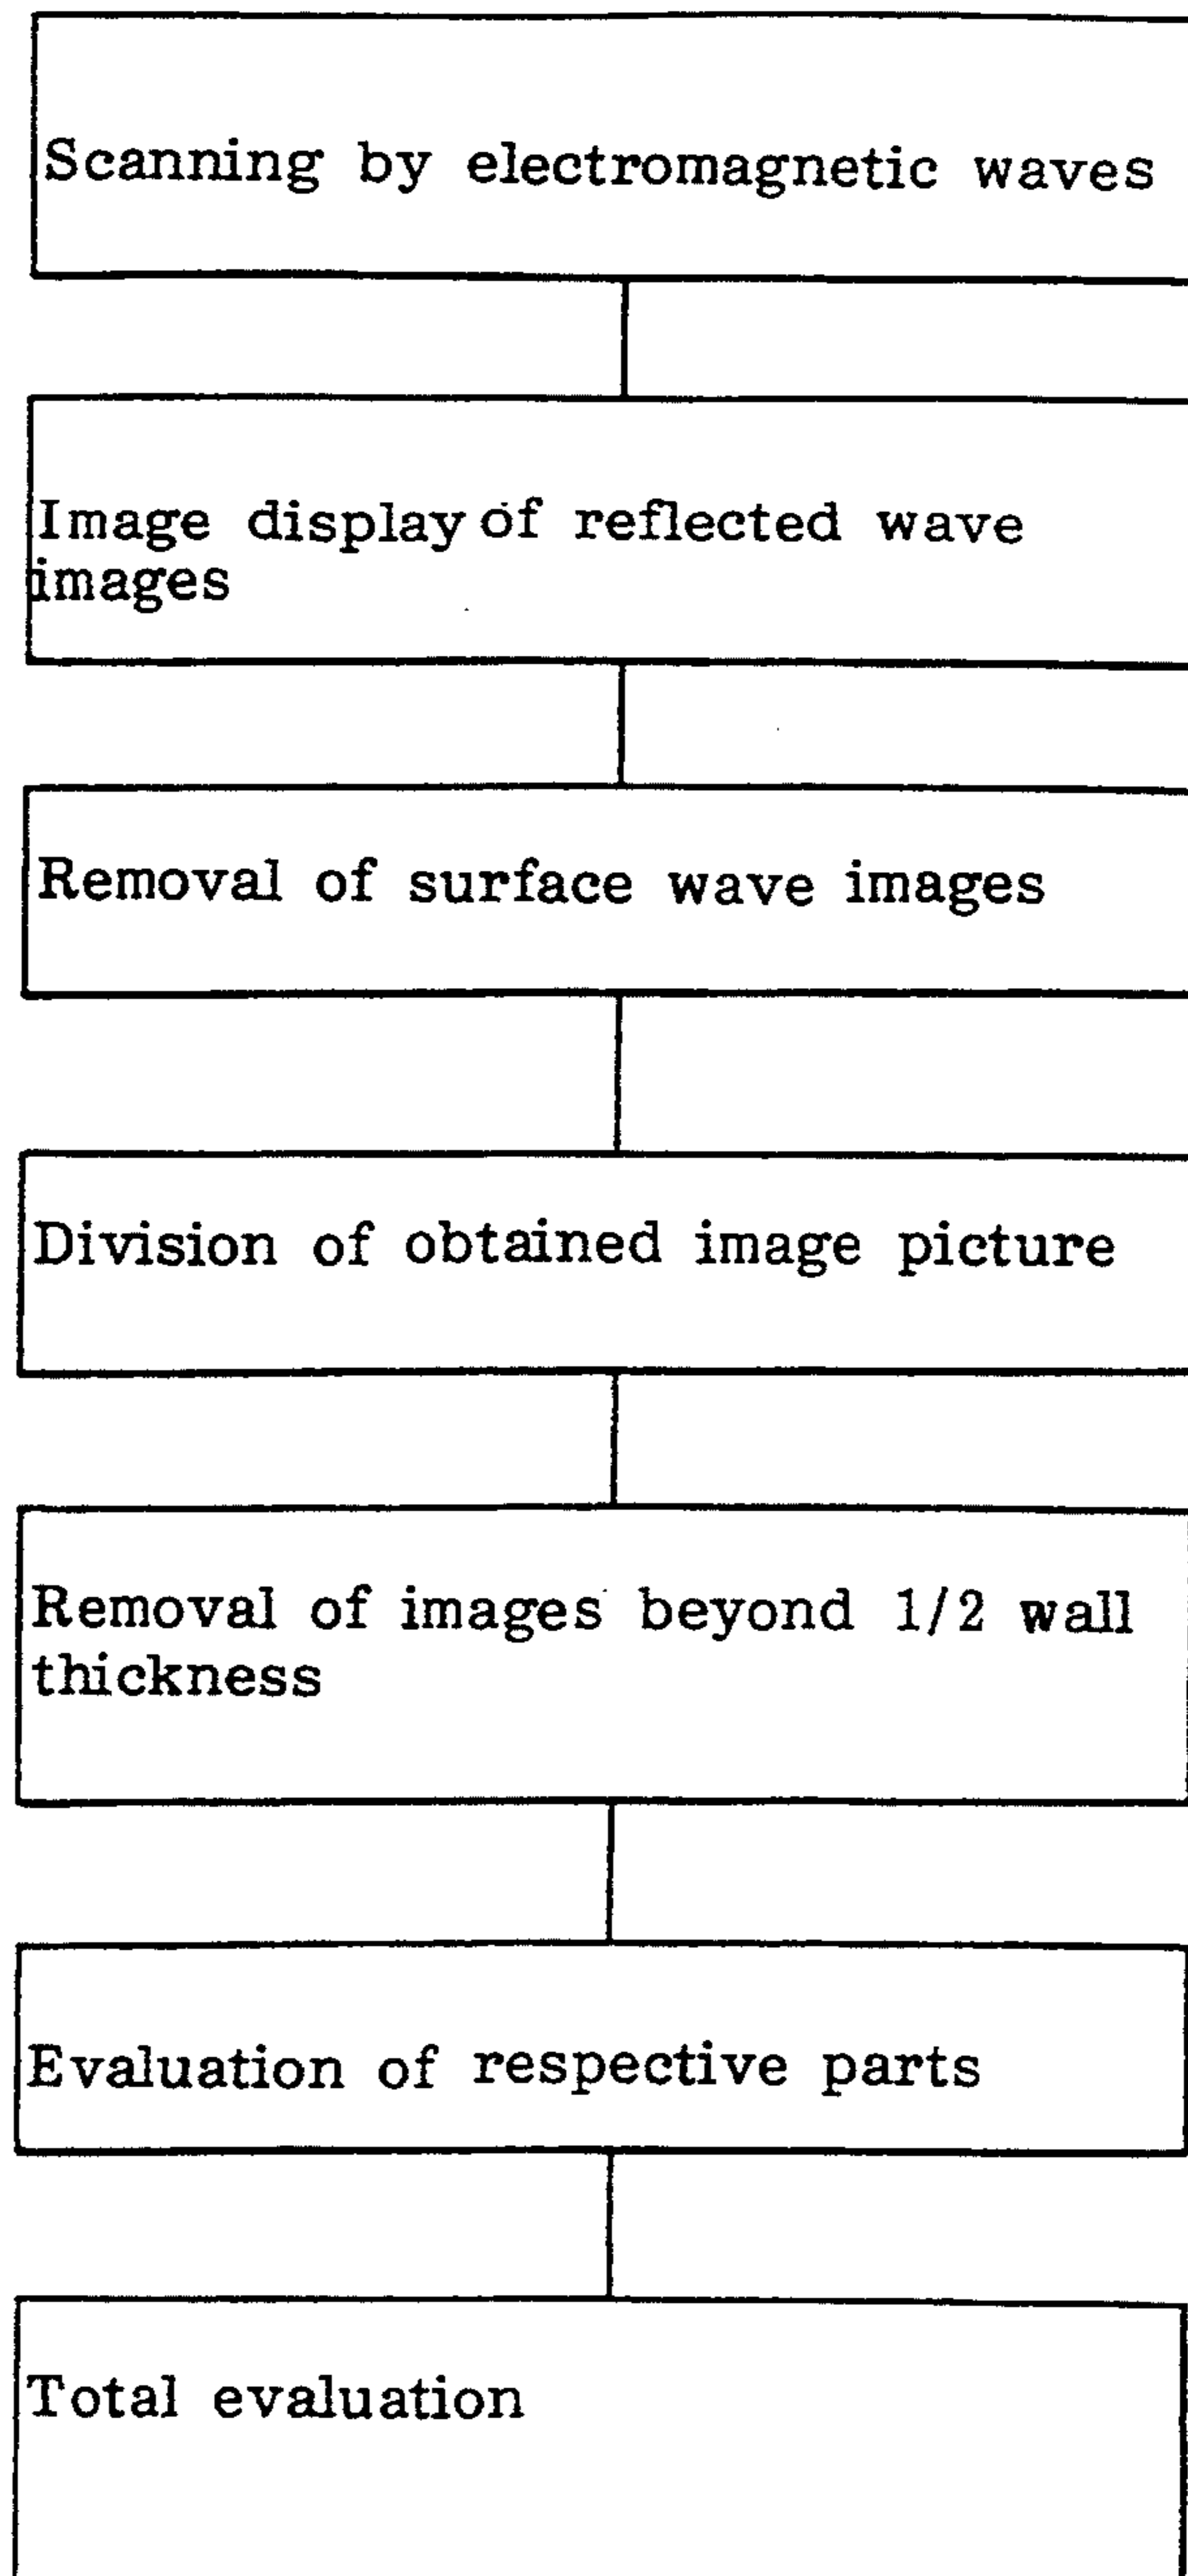 Scanning by electromagnetic waves
Image display of reflected wave
images
Removal of surface wave images
Division of obtained image picture
Removal of images beyond 1/2 wall
thickness
Evaluation of respective parts
Total evaluation